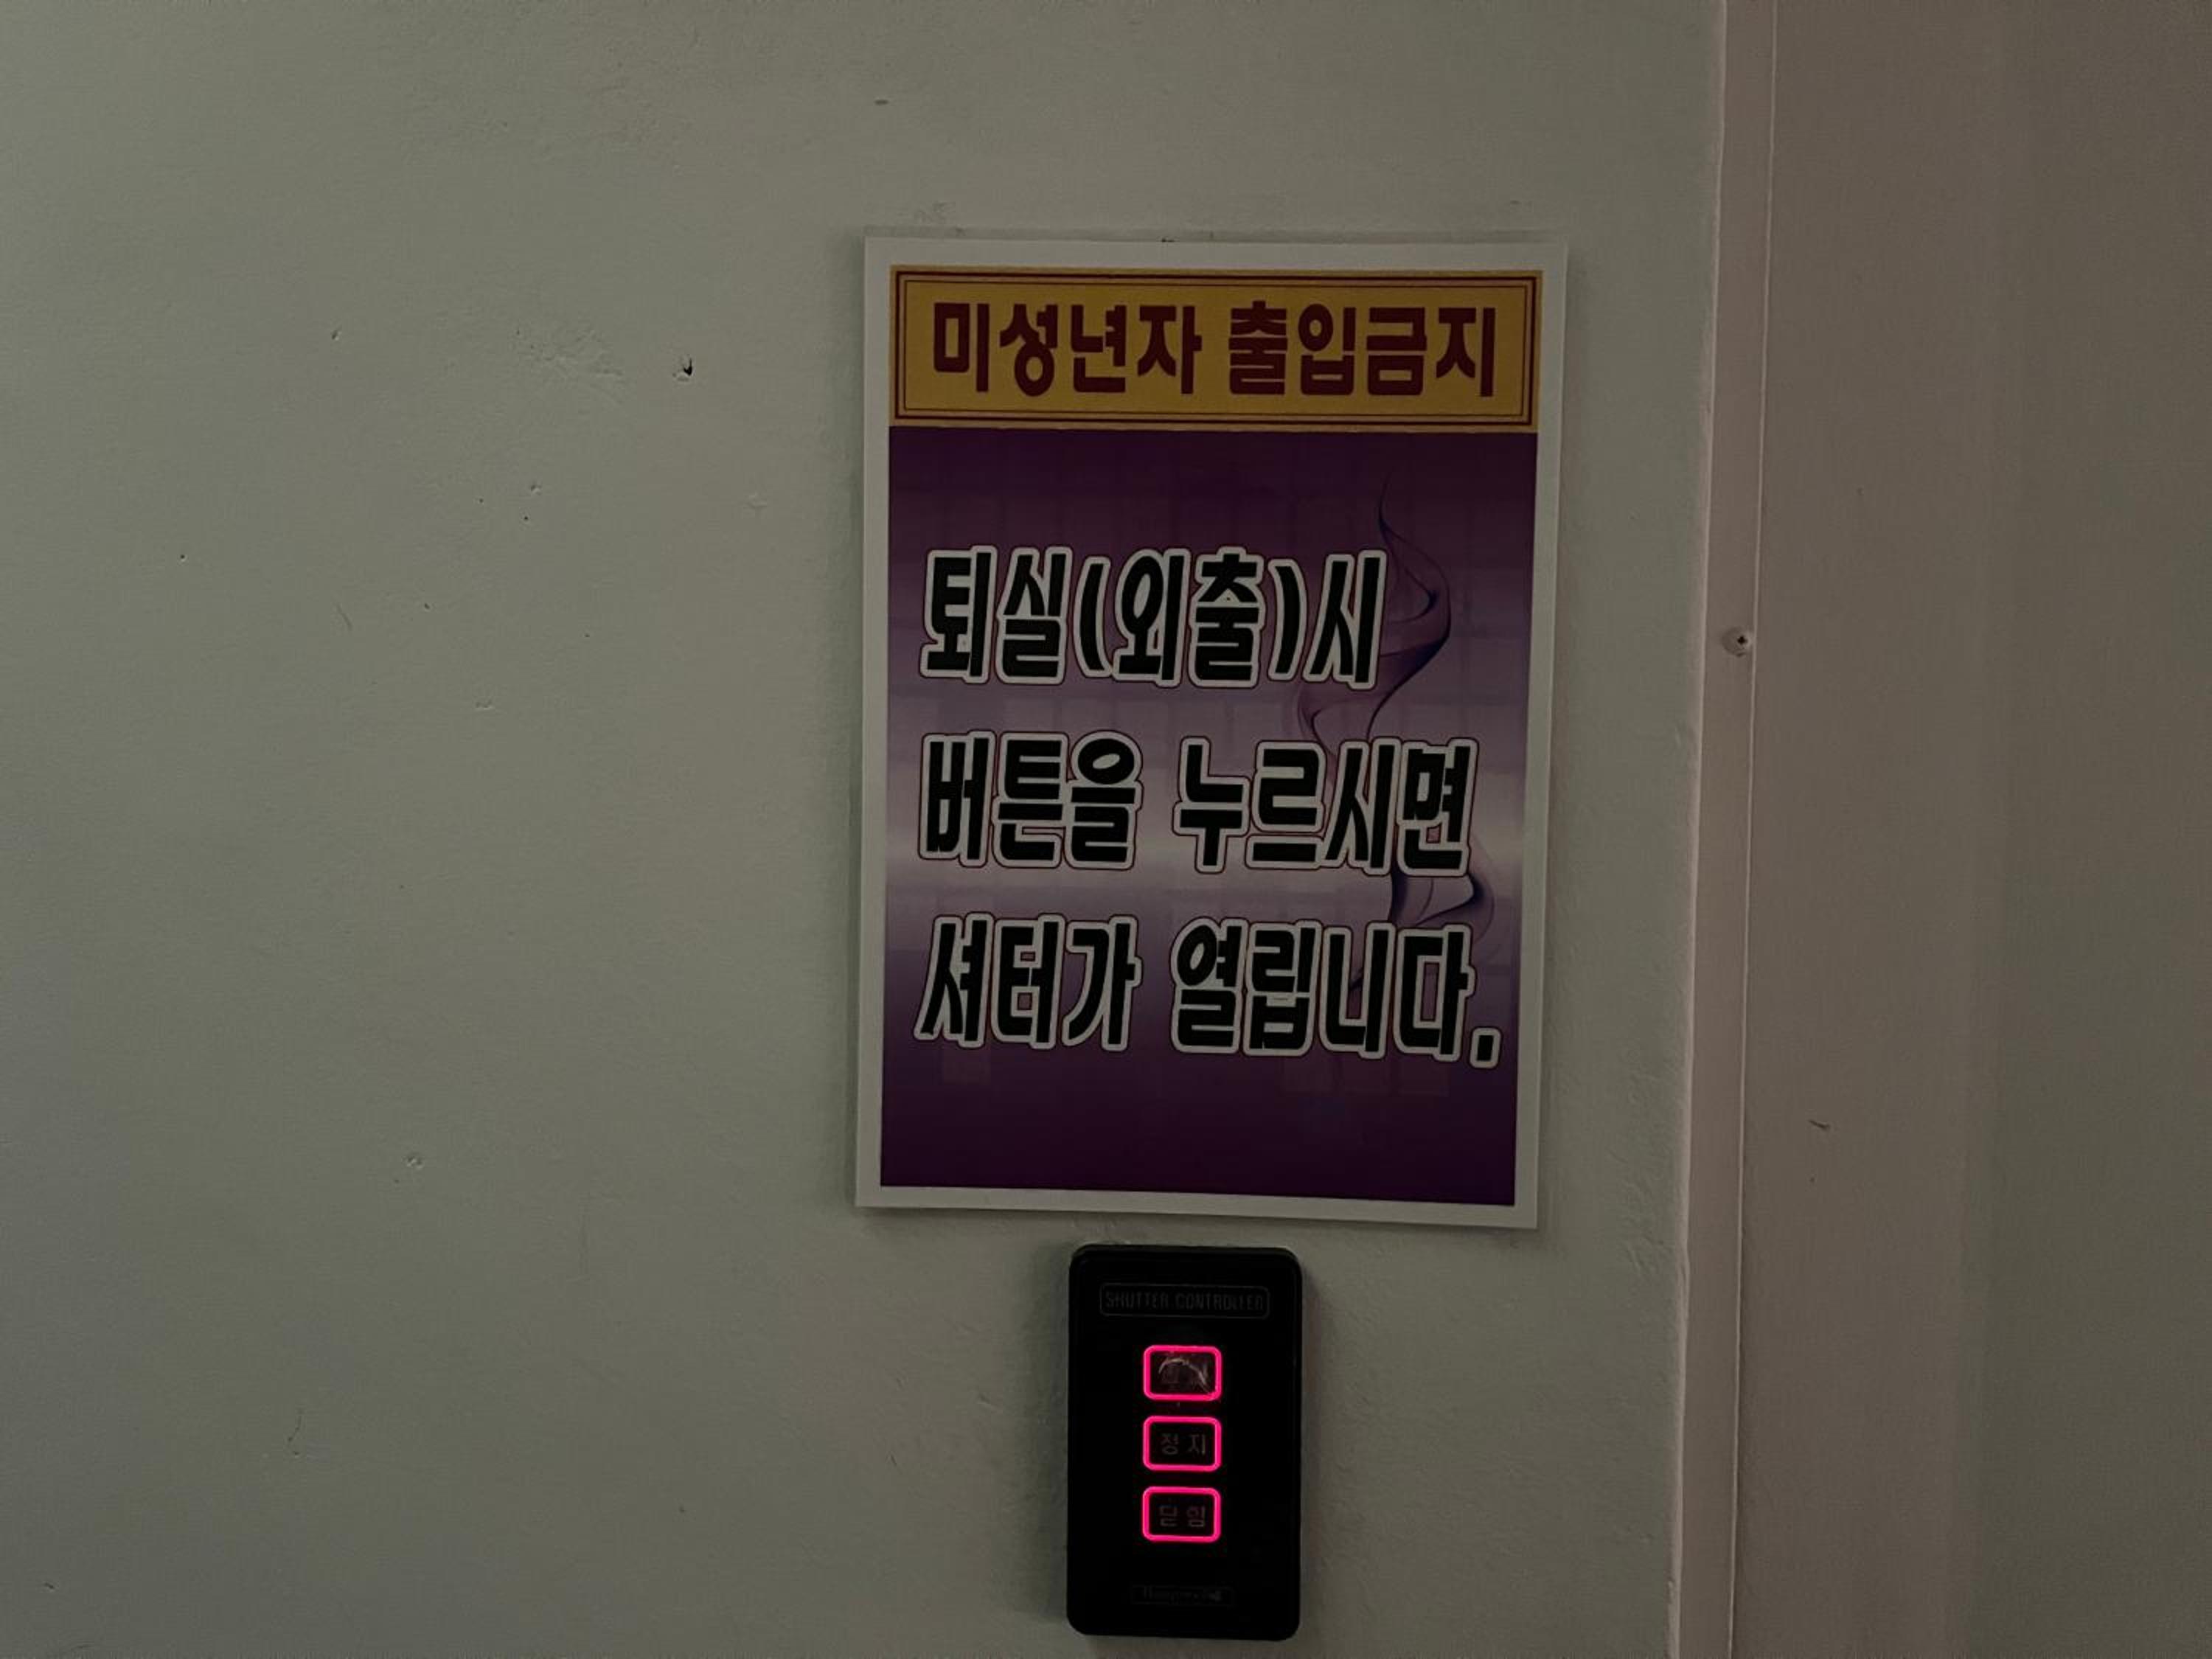 미성년자 출입금지
퇴실(외출)시
버튼을 누르시면
셔터가 열립니다.
SHUTTER CONTROLLER
정지
닫힘